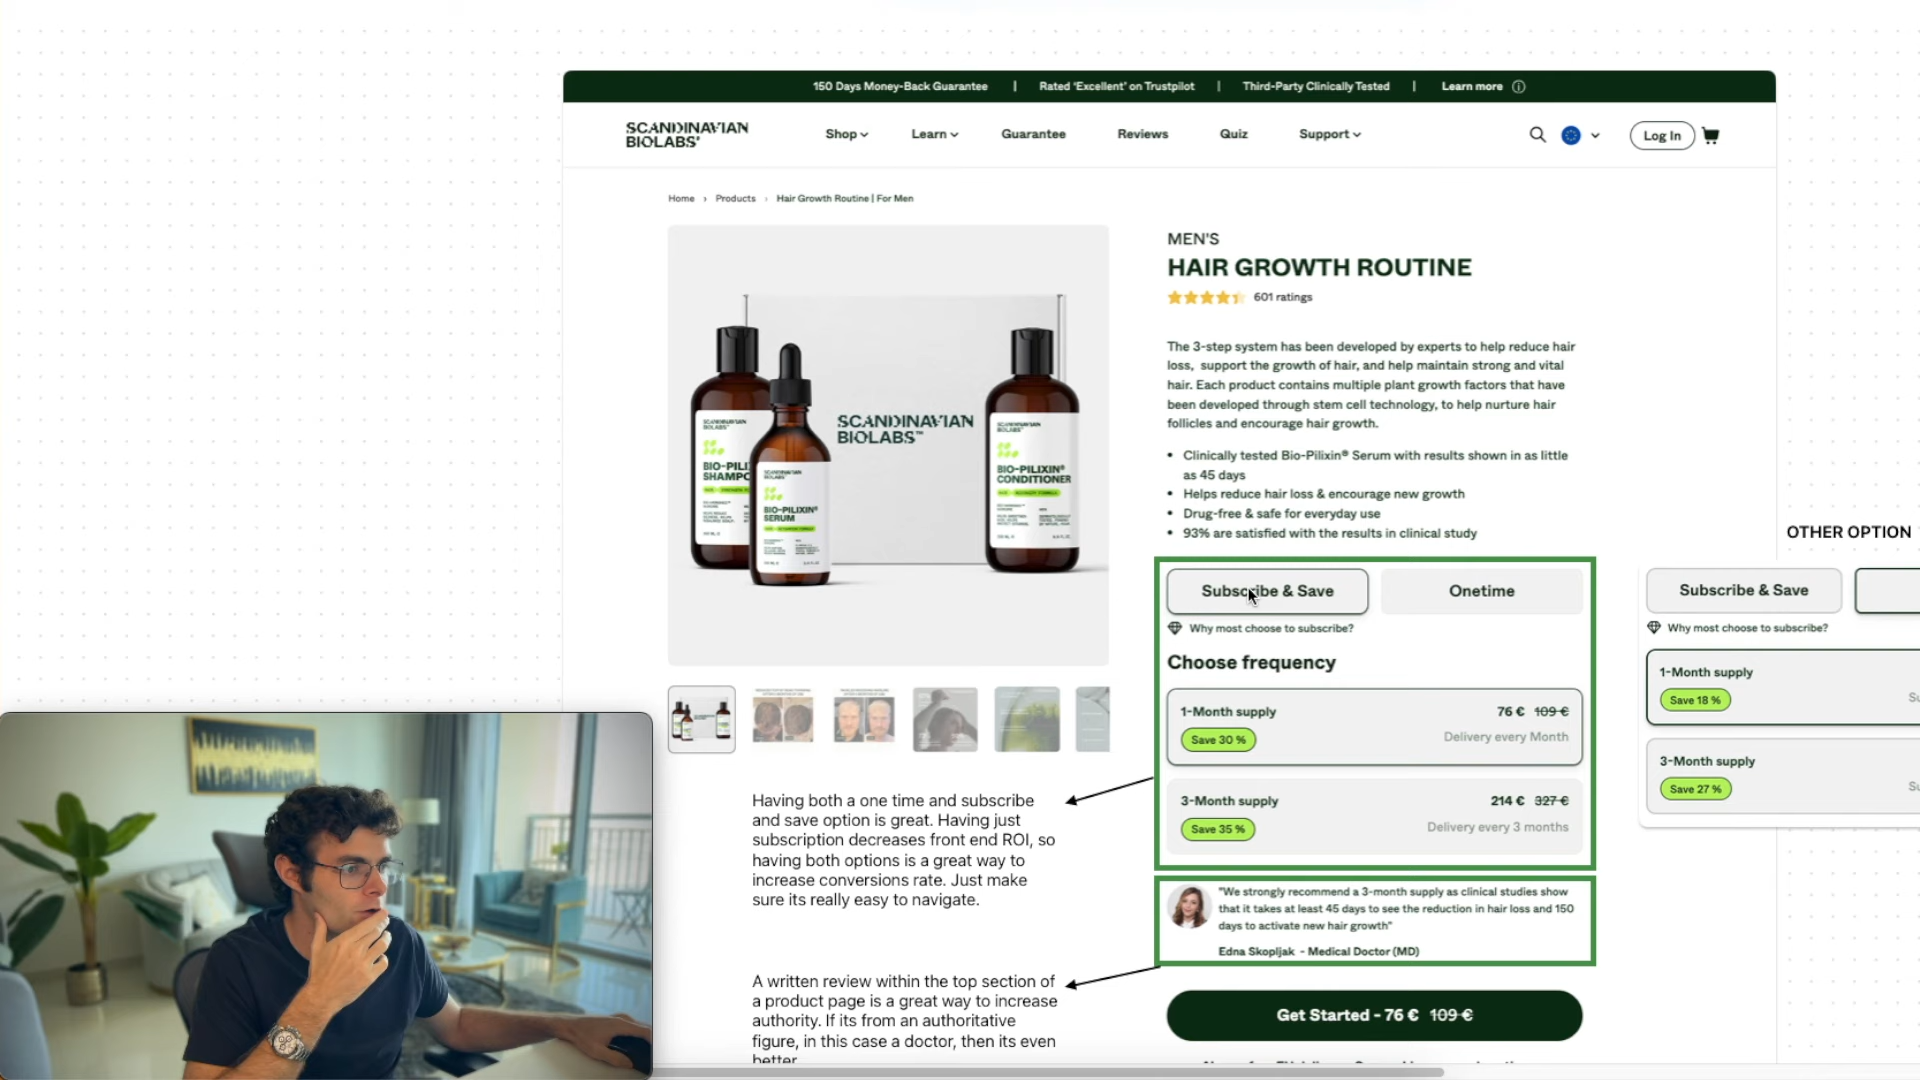 150 Days Money-Back Guarantee | Rated 'Excellent' on Trustpilot | Third-Party Clinically Tested | Learn more
SCANDINAVIAN
BIOLABS
Shop Learn Guarantee Reviews Quiz Support Log In
Home › Products › Hair Growth Routine | For Men
SCANDINAVIAN
BIOLABS™
BIO-PILIXIN®
SERUM
BIO-PILIXIN®
CONDITIONER
MEN'S
HAIR GROWTH ROUTINE
601 ratings
The 3-step system has been developed by experts to help reduce hair
loss, support the growth of hair, and help maintain strong and vital
hair. Each product contains multiple plant growth factors that have
been developed through stem cell technology, to help nurture hair
follicles and encourage hair growth.
• Clinically tested Bio-Pilixin® Serum with results shown in as little
as 45 days
• Helps reduce hair loss & encourage new growth
• Drug-free & safe for everyday use
• 93% are satisfied with the results in clinical study
Subscribe & Save Onetime
Why most choose to subscribe?
Choose frequency
1-Month supply 76 € 109 €
Save 30 % Delivery every Month
3-Month supply 214 € 327 €
Save 35 % Delivery every 3 months
"We strongly recommend a 3-month supply as clinical studies show
that it takes at least 45 days to see the reduction in hair loss and 150
days to activate new hair growth"
Edna Skopljak - Medical Doctor (MD)
Get Started - 76 € 109 €
Having both a one time and subscribe
and save option is great. Having just
subscription decreases front end ROI, so
having both options is a great way to
increase conversions rate. Just make
sure its really easy to navigate.
A written review within the top section of
a product page is a great way to increase
authority. If its from an authoritative
figure, in this case a doctor, then its even
better
OTHER OPTION
Subscribe & Save
Why most choose to subscribe?
1-Month supply
Save 18 %
3-Month supply
Save 27 %